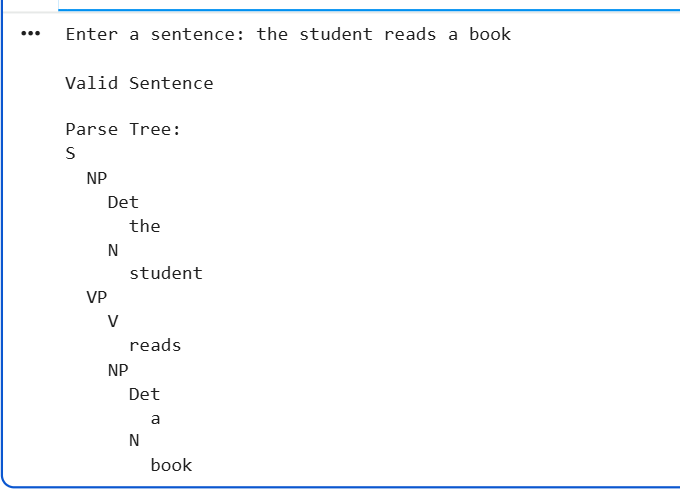 Enter a sentence: the student reads a book
Valid Sentence
Parse Tree:
S
NP
Det
the
N
student
VP
V
reads
NP
Det
a
N
book